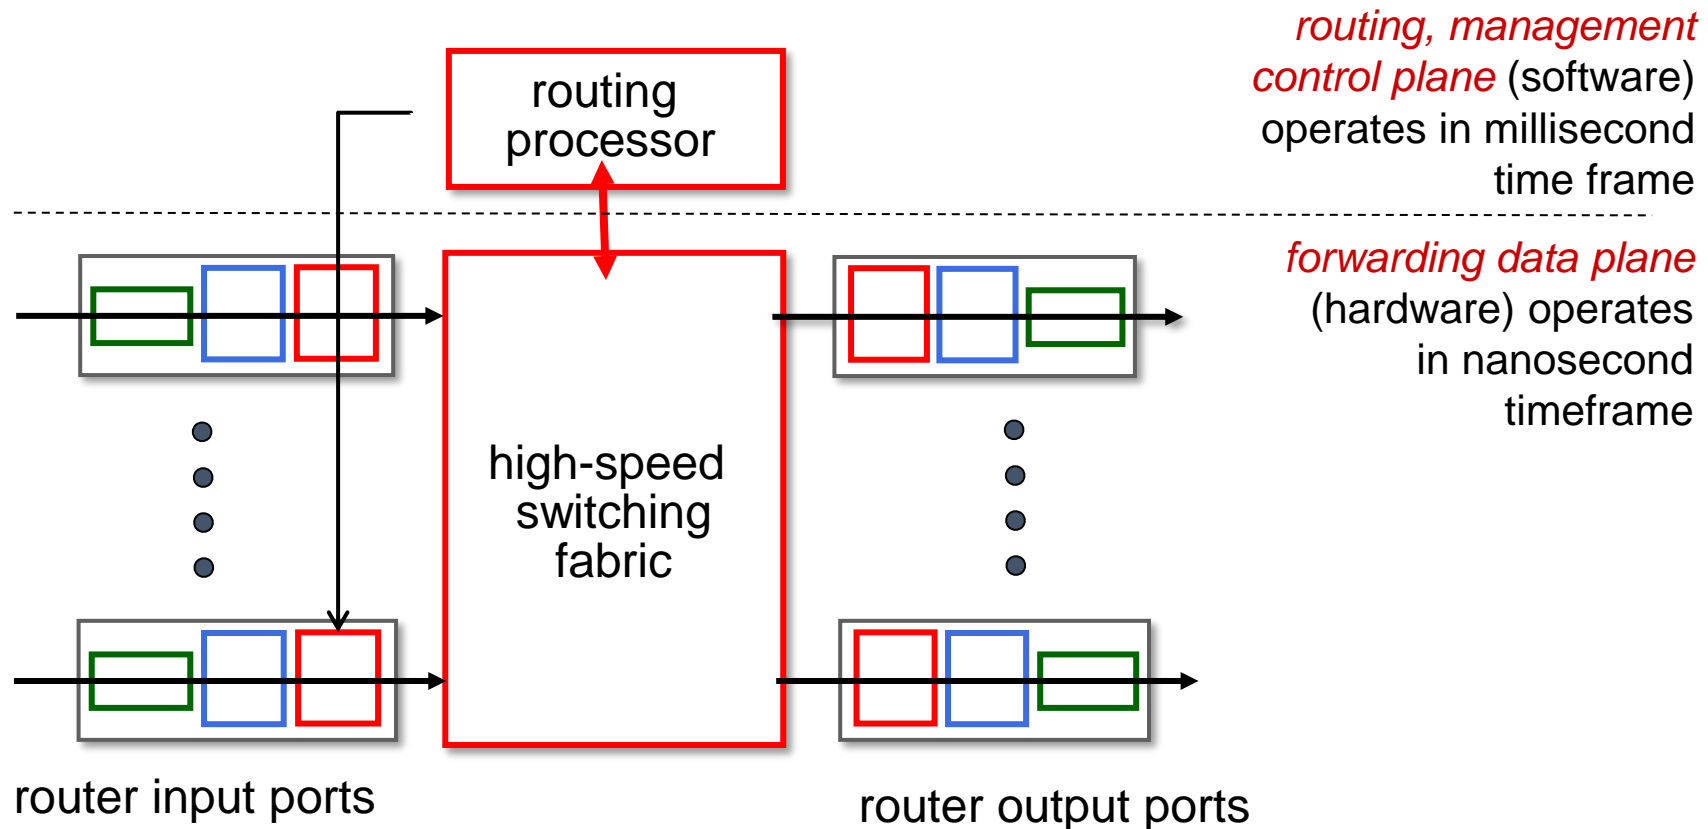 routing, management
control plane (software)
operates in millisecond
time frame
routing
processor
forwarding data plane
(hardware) operates
in nanosecond
timeframe
high-speed
switching
fabric
router input ports
router output ports